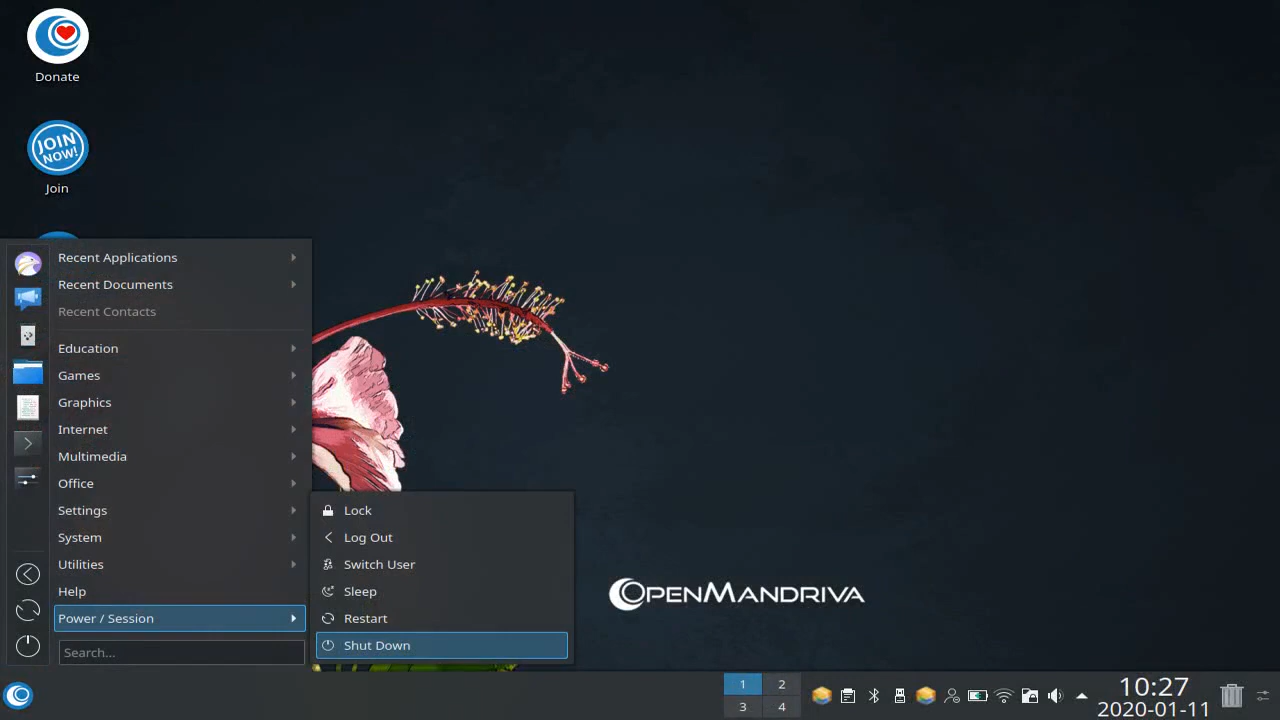 Donate
JOIN
NOW!
Join
Recent Applications
Recent Documents
Recent Contacts
Education
Games
Graphics
Internet
Multimedia
Office
Settings
System
Utilities
Help
Power / Session
Search...
Lock
Log Out
Switch User
Sleep
Restart
Shut Down
OPENMANDRIVA
1 2
3 4
10:27
2020-01-11